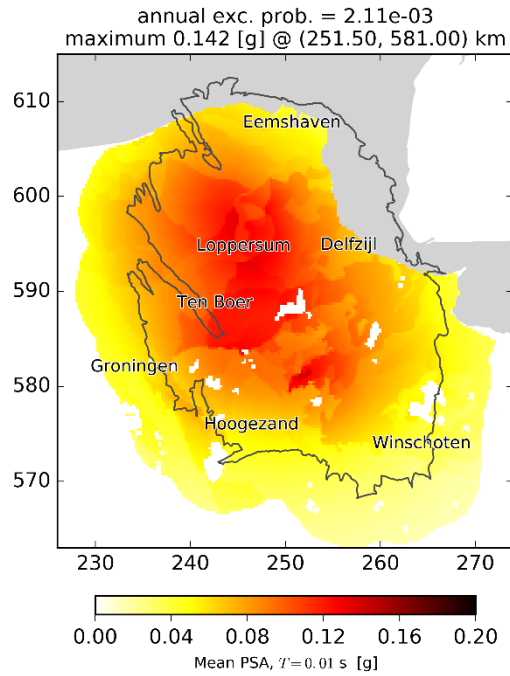 annual exc. prob. = 2.11e-03
maximum 0.142 [g] @ (251.50, 581.00) km
610
Eemshaven
600
Loppersum Delfzijl
590
Ten Boer
Groningen
580
Hoogezand
Winschoten
570
230 240 250 260 270
0.00 0.04 0.08 0.12 0.16 0.20
Mean PSA, T=0.01 s [g]